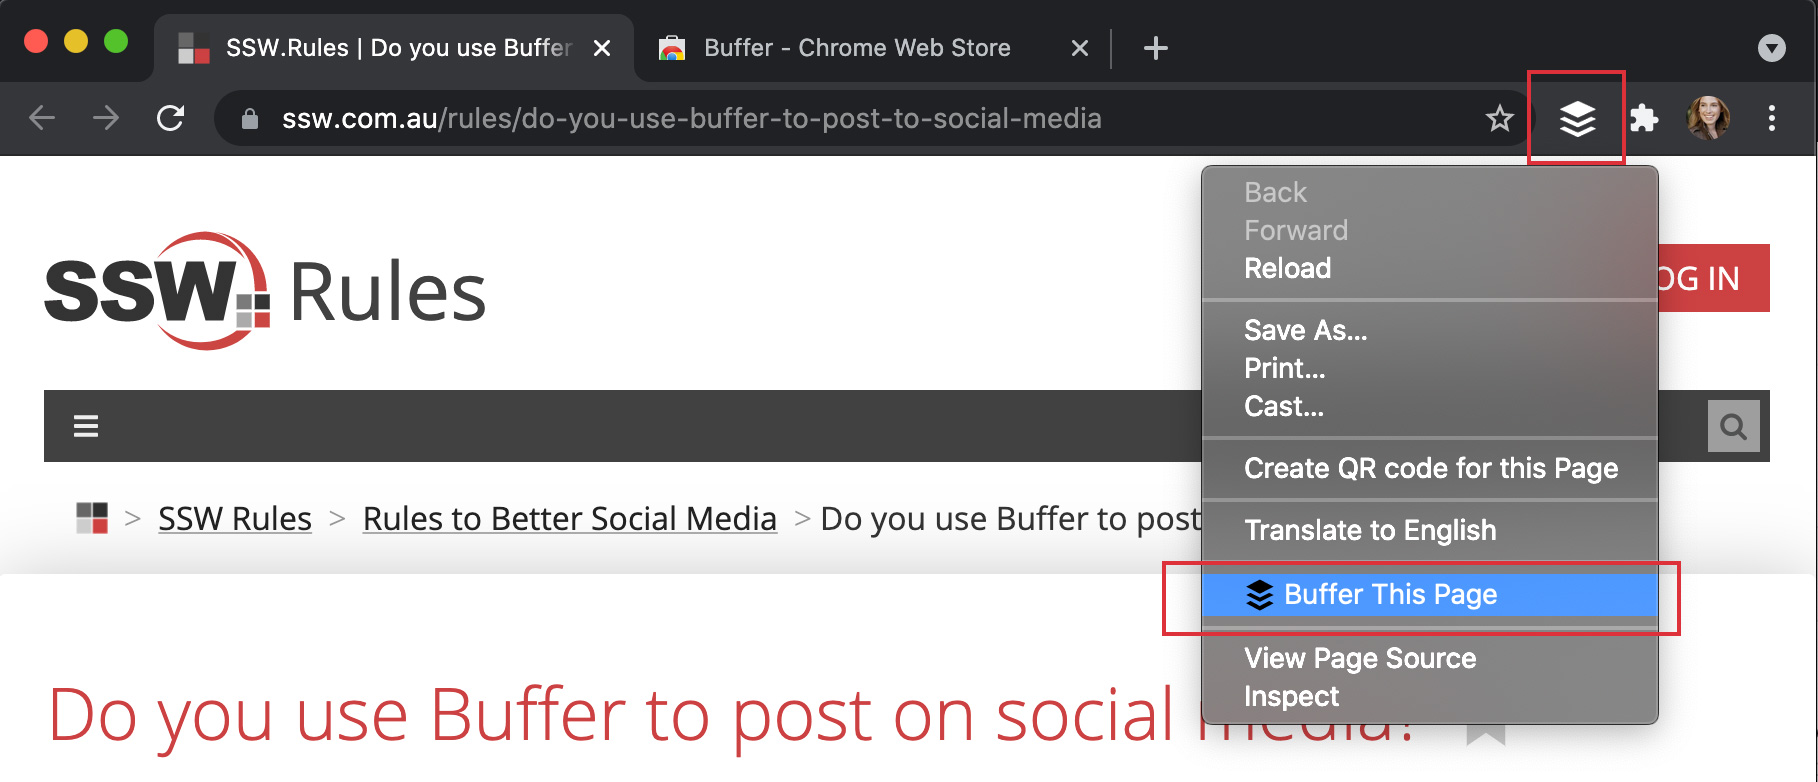 SSW.Rules | Do you use Buffer
Buffer - Chrome Web Store
ssw.com.au/rules/do-you-use-buffer-to-post-to-social-media
Back
Forward
Reload
Save As...
Print...
Cast...
Create QR code for this Page
Translate to English
Buffer This Page
View Page Source
Inspect
OG IN
SSW Rules
> SSW Rules > Rules to Better Social Media > Do you use Buffer to post
Do you use Buffer to post on social media?